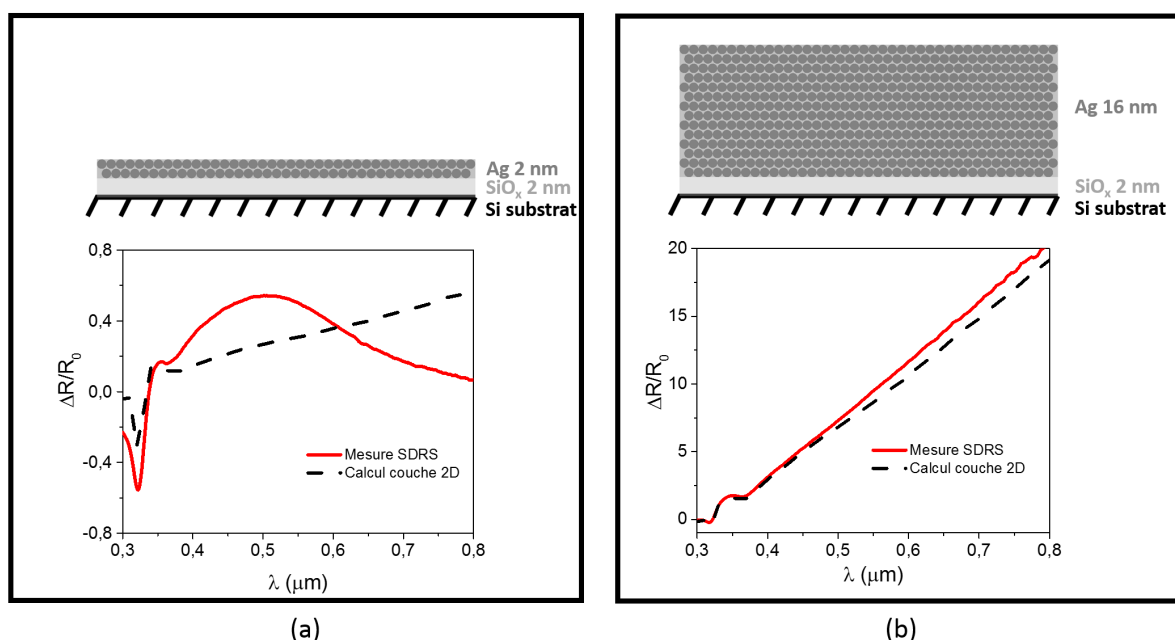 Ag 2 nm
SiOₓ 2 nm
Si substrat
0,8
0,4
0,0
-0,4
-0,8
ΔR/R₀
Mesure SDRS
Calcul couche 2D
0,3 0,4 0,5 0,6 0,7 0,8
λ (μm)
(a)
Ag 16 nm
SiOₓ 2 nm
Si substrat
20
15
10
5
0
ΔR/R₀
Mesure SDRS
Calcul couche 2D
0,3 0,4 0,5 0,6 0,7 0,8
λ (μm)
(b)